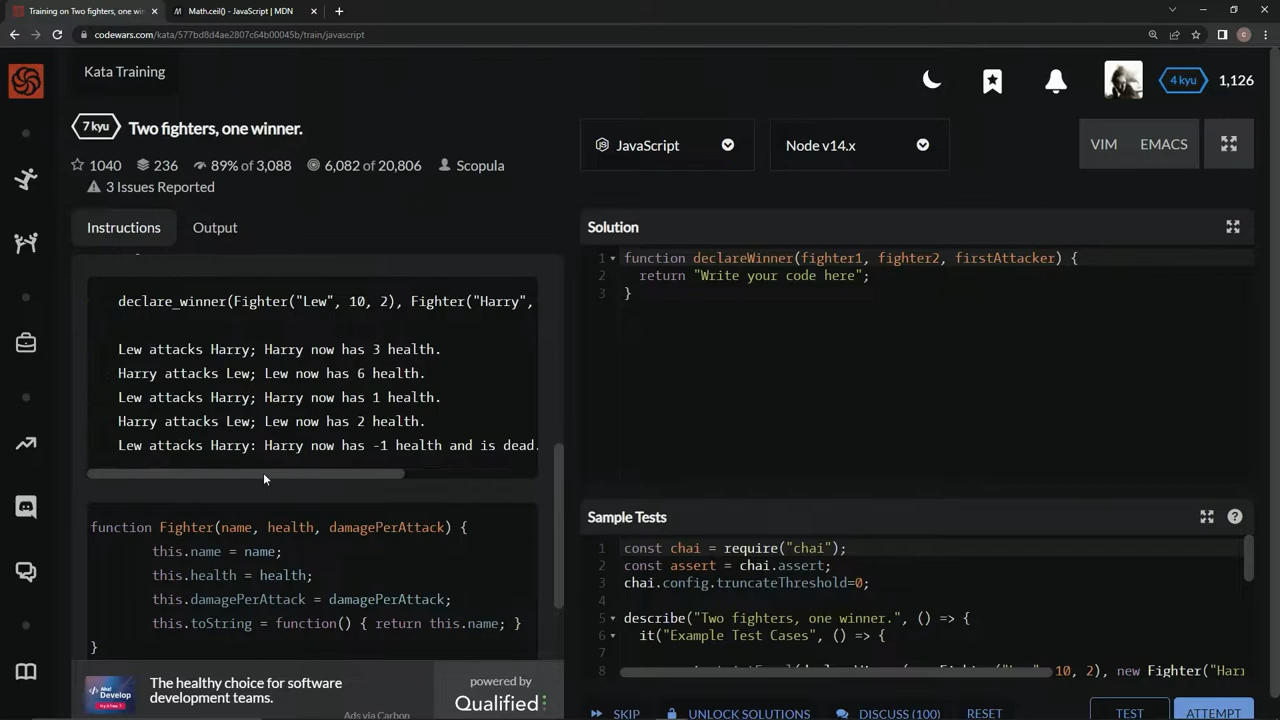 Training on Two fighters, one win
Math.ceil() - JavaScript | MDN
codewars.com/kata/577bd8d4ae2807c64b00045b/train/javascript
Kata Training
4 kyu
1,126
7 kyu
Two fighters, one winner.
1040
236
89% of 3,088
6,082 of 20,806
Scopula
3 Issues Reported
JavaScript
Node v14.x
VIM
EMACS
Instructions
Output
declare_winner(Fighter("Lew", 10, 2), Fighter("Harry",
Lew attacks Harry; Harry now has 3 health.
Harry attacks Lew; Lew now has 6 health.
Lew attacks Harry; Harry now has 1 health.
Harry attacks Lew; Lew now has 2 health.
Lew attacks Harry: Harry now has -1 health and is dead.
function Fighter(name, health, damagePerAttack) {
this.name = name;
this.health = health;
this.damagePerAttack = damagePerAttack;
this.toString = function() { return this.name; }
}
The healthy choice for software
development teams.
Aha!
Develop
powered by
Qualified
Ads via Carbon
Solution
1 function declareWinner(fighter1, fighter2, firstAttacker) {
2 return "Write your code here";
3 }
Sample Tests
1 const chai = require("chai");
2 const assert = chai.assert;
3 chai.config.truncateThreshold=0;
4
5 describe("Two fighters, one winner.", () => {
6 it("Example Test Cases", () => {
8
10, 2), new Fighter("Harr
SKIP
UNLOCK SOLUTIONS
DISCUSS (100)
RESET
TEST
ATTEMPT